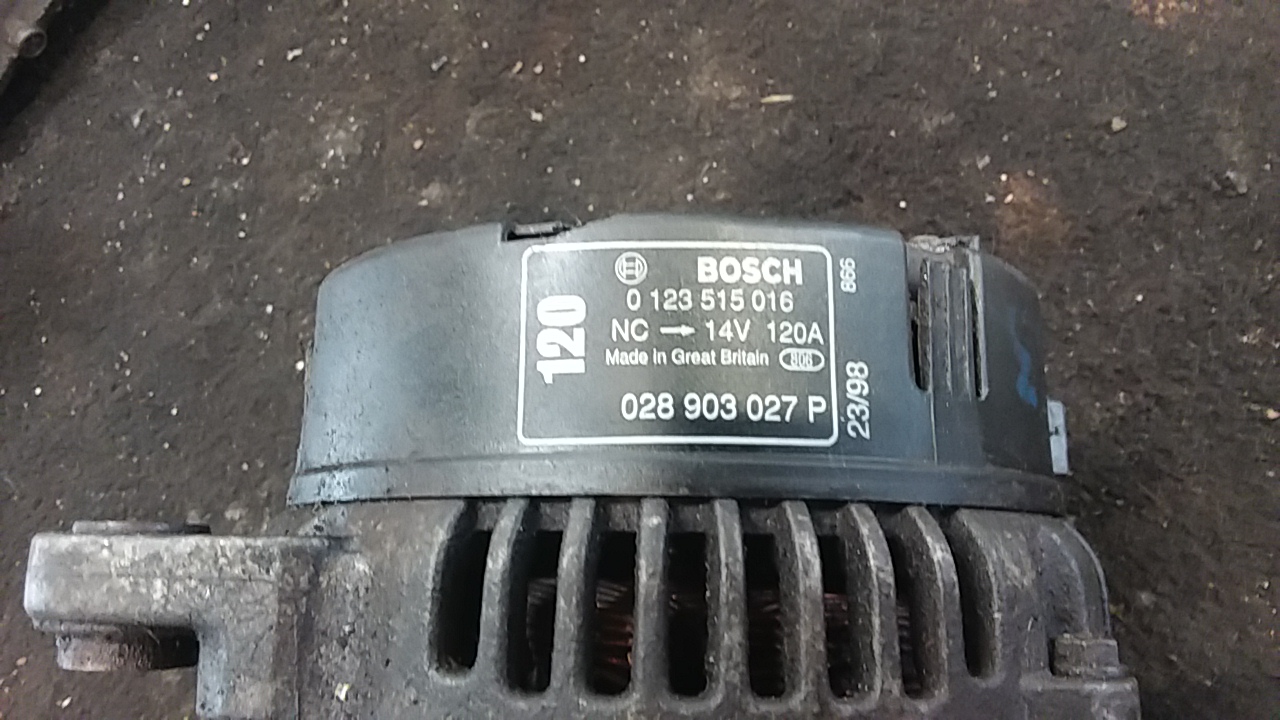 BOSCH
0 123 515 016
NC → 14V 120A
Made in Great Britain 806
028 903 027 P
120
866
23/98